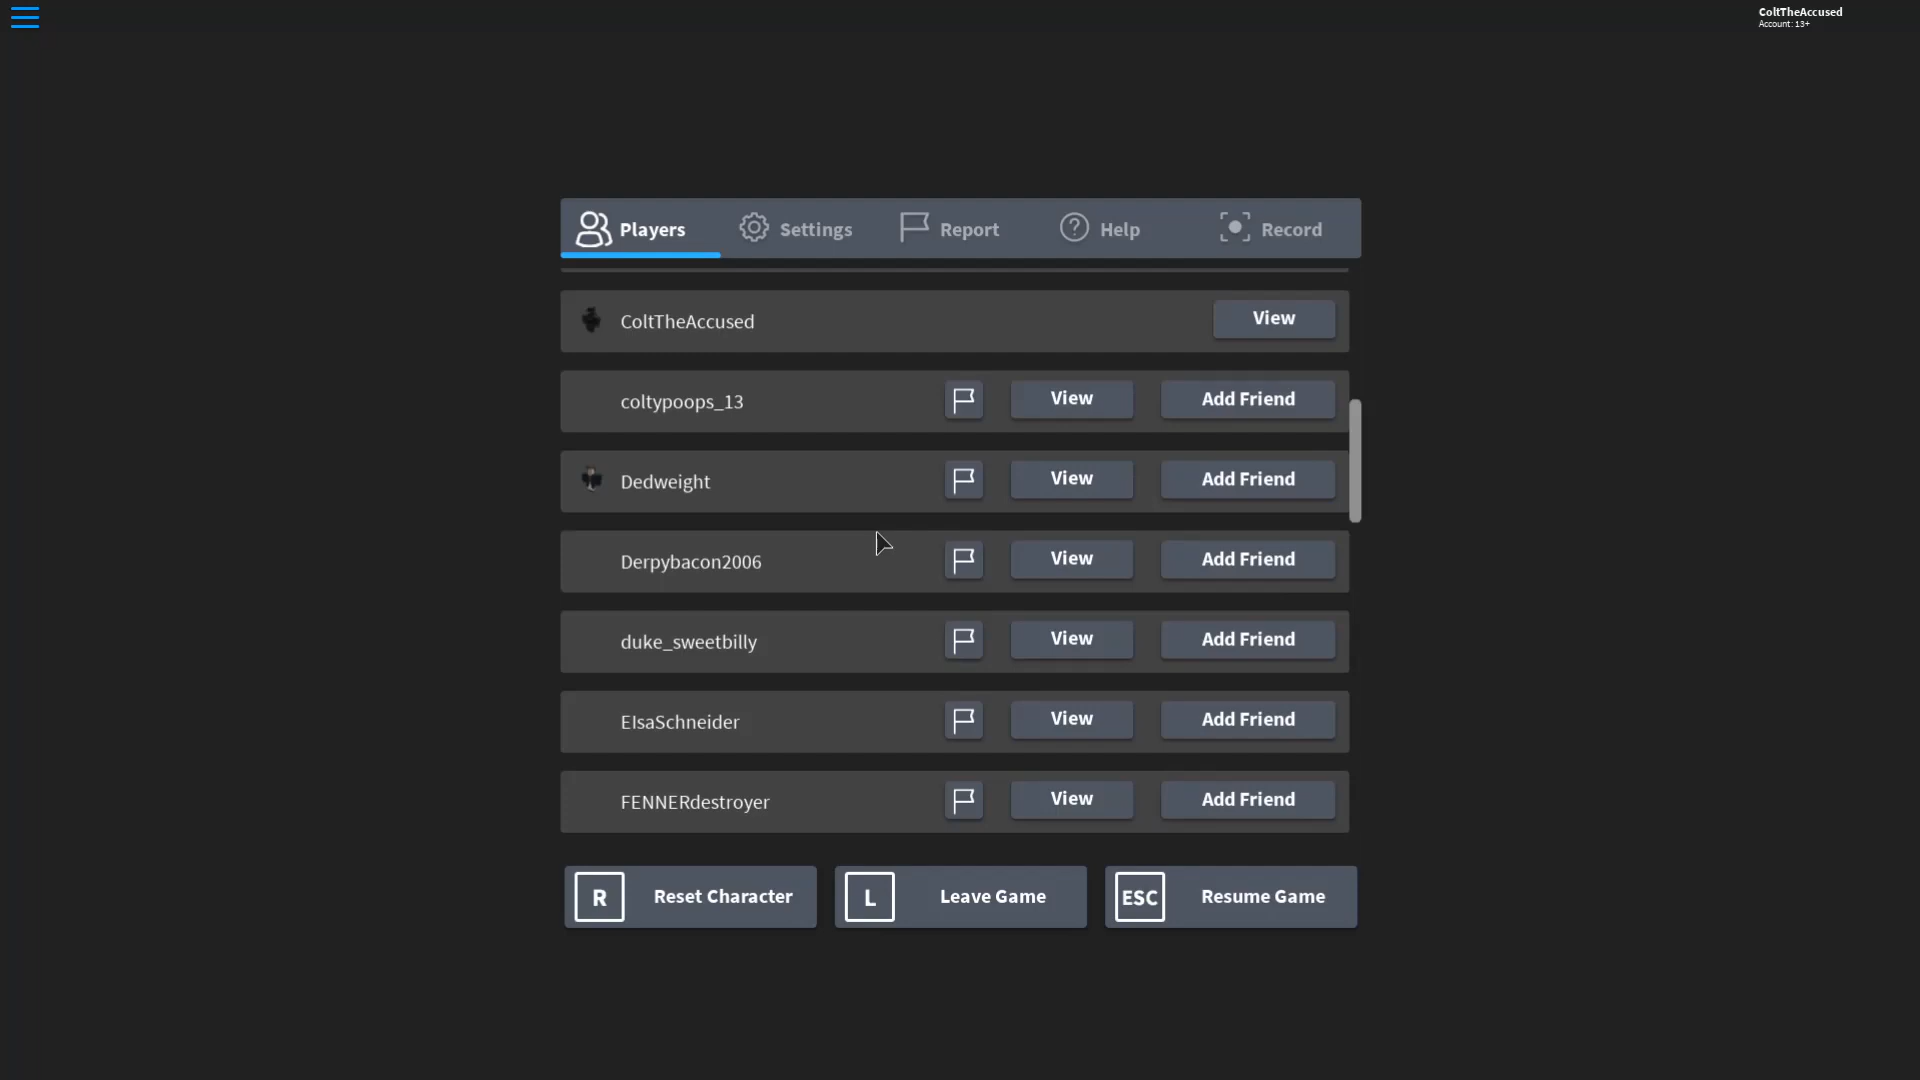 ColtTheAccused
Account: 13+
Players
Settings
Report
Help
Record
ColtTheAccused
View
coltypoops_13
View
Add Friend
Dedweight
View
Add Friend
Derpybacon2006
View
Add Friend
duke_sweetbilly
View
Add Friend
EIsaSchneider
View
Add Friend
FENNERdestroyer
View
Add Friend
R
Reset Character
L
Leave Game
ESC
Resume Game